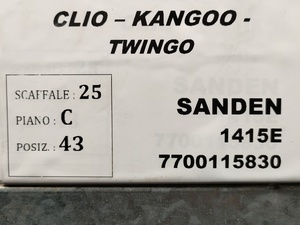 CLIO – KANGOO -
TWINGO
SCAFFALE : 25
PIANO : C
POSIZ. : 43
SANDEN
1415E
7700115830